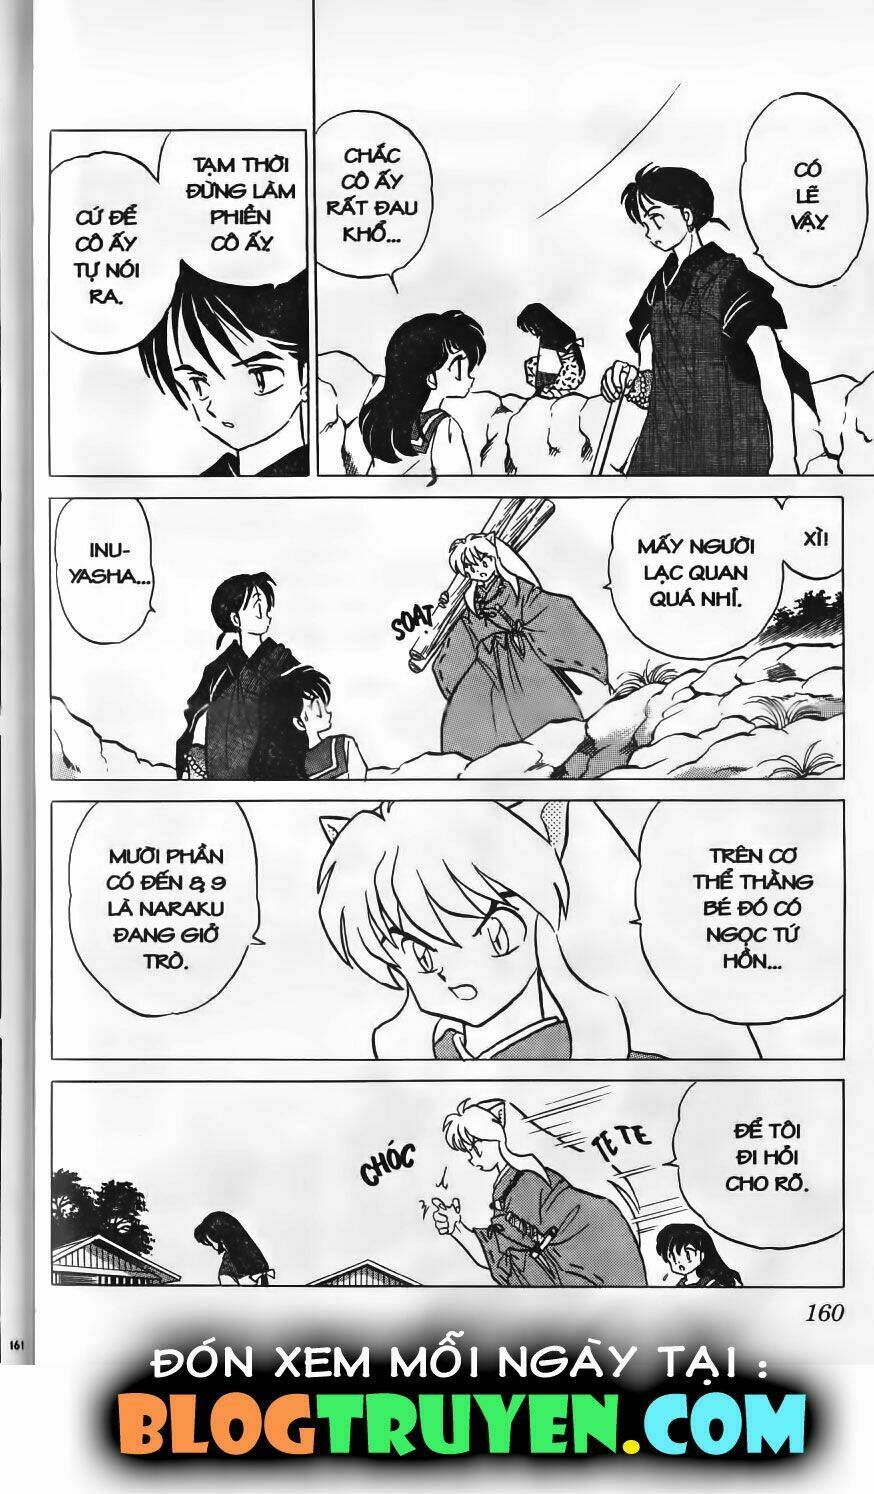 CÓ
LẼ
VẬY.
CHẮC
CÔ ẤY
RẤT ĐAU
KHỔ...
TẠM THỜI
ĐỪNG LÀM
PHIỀN
CÔ ẤY.
CỨ ĐỂ
CÔ ẤY
TỰ NÓI
RA.
XÌ!
MẤY NGƯỜI
LẠC QUAN
QUÁ NHỈ.
SOẠT
INU-
YASHA...
TRÊN CƠ
THỂ THẰNG
BÉ ĐÓ CÓ
NGỌC TỨ
HỒN...
MƯỜI PHẦN
CÓ ĐẾN 8, 9
LÀ NARAKU
ĐANG GIỞ
TRÒ.
ĐỂ TÔI
ĐI HỎI
CHO RÕ.
TE TE
CHÓC
160
161
ĐÓN XEM MỖI NGÀY TẠI :
BLOGTRUYEN.COM